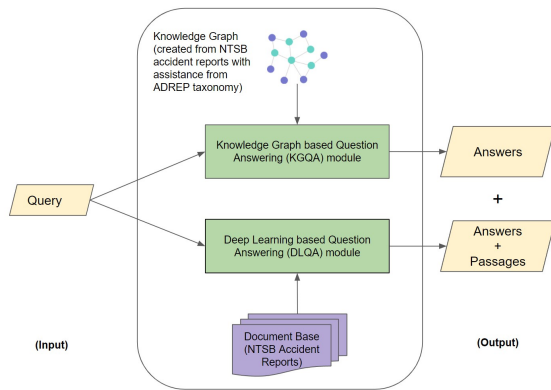 Knowledge Graph
(created from NTSB
accident reports with
assistance from
ADREP taxonomy)
Knowledge Graph based Question
Answering (KGQA) module
Answers
Query
+
Deep Learning based Question
Answering (DLQA) module
Answers
+
Passages
Document Base
(NTSB Accident
Reports)
(Input)
(Output)